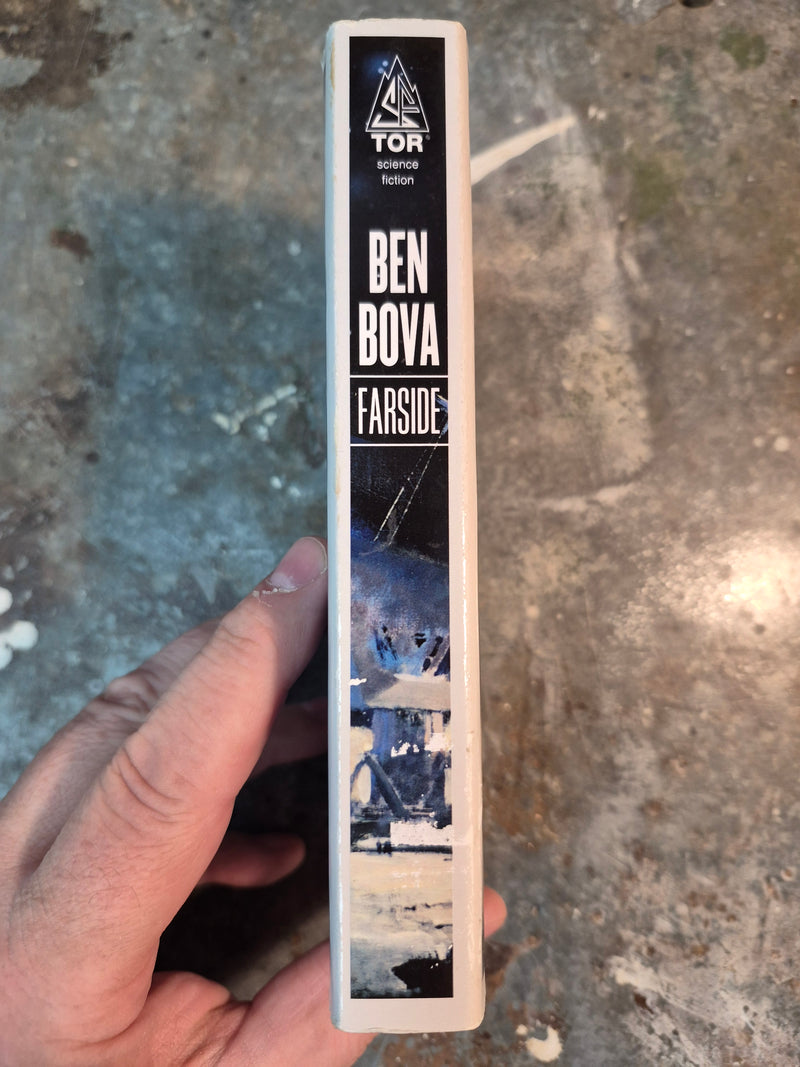 SF
TOR
science
fiction
BEN
BOVA
FARSIDE